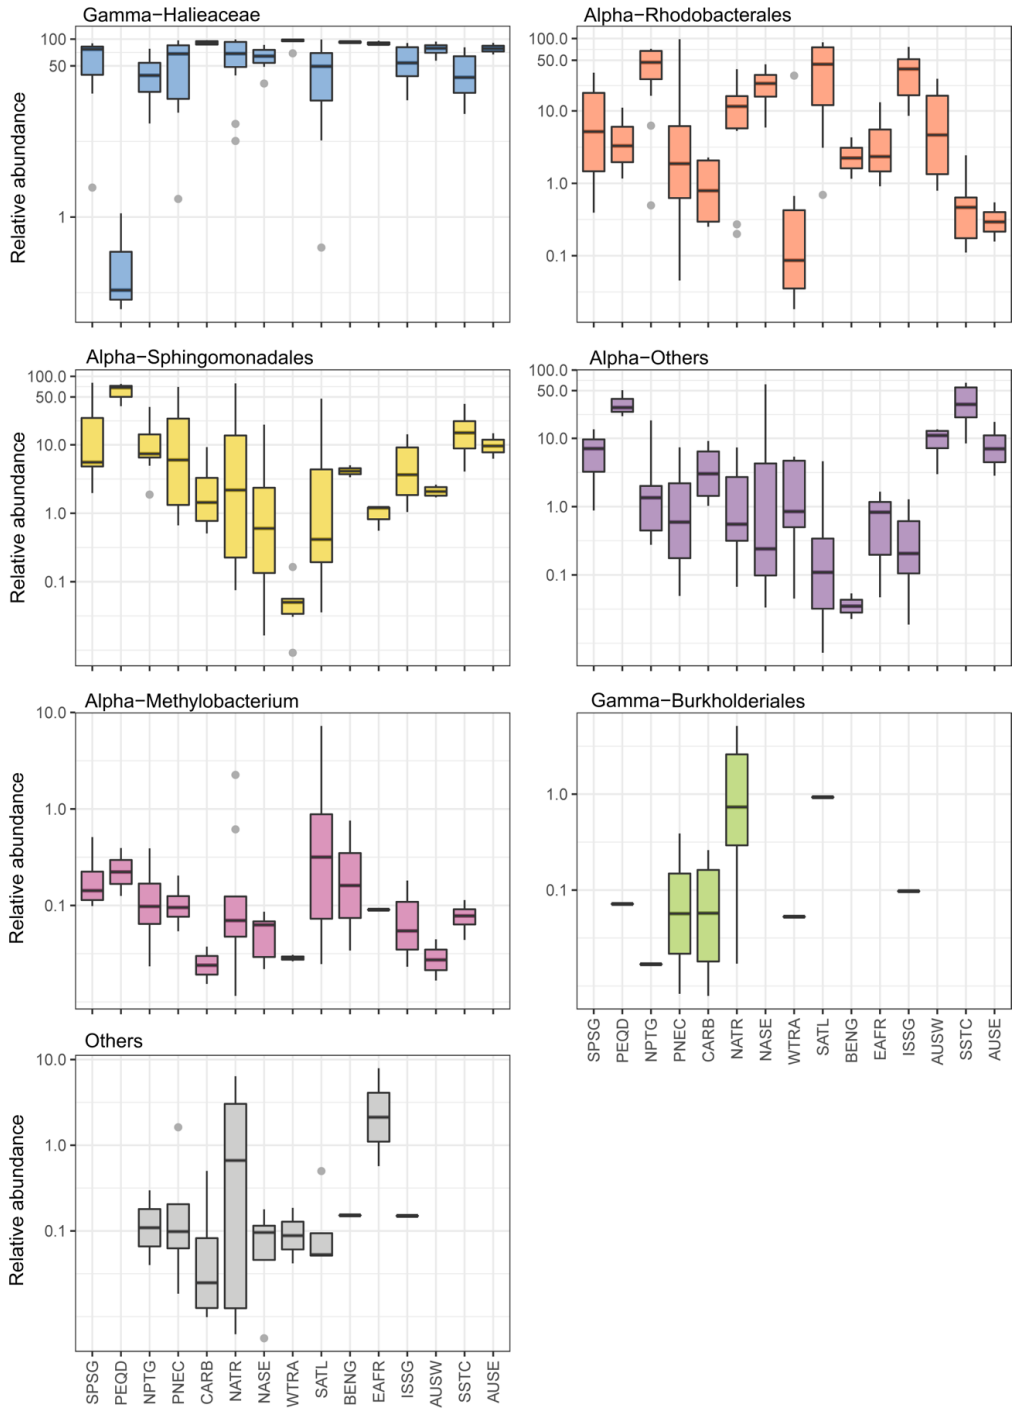 Gamma−Halieaceae
Alpha−Rhodobacterales
Relative abundance
100
50
1
100.0
50.0
10.0
1.0
0.1
Alpha−Sphingomonadales
Alpha−Others
Relative abundance
100.0
50.0
10.0
1.0
0.1
100.0
50.0
10.0
1.0
0.1
Alpha−Methylobacterium
Gamma−Burkholderiales
Relative abundance
10.0
1.0
0.1
1.0
0.1
SPSG
PEQD
NPTG
PNEC
CARB
NATR
NASE
WTRA
SATL
BENG
EAFR
ISSG
AUSW
SSTC
AUSE
Others
Relative abundance
10.0
1.0
0.1
SPSG
PEQD
NPTG
PNEC
CARB
NATR
NASE
WTRA
SATL
BENG
EAFR
ISSG
AUSW
SSTC
AUSE